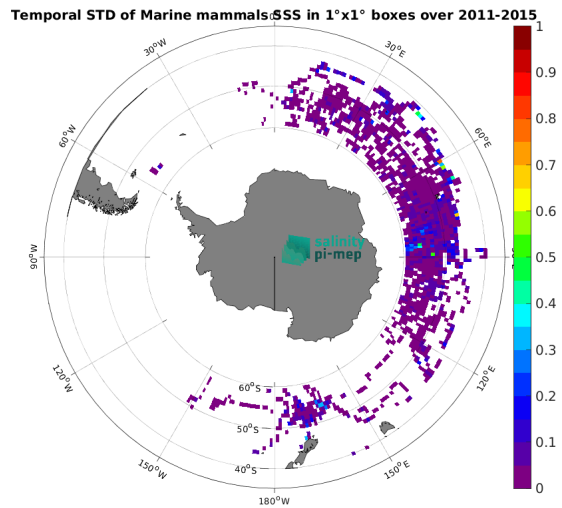 Temporal STD of Marine mammals SSS in 1°x1° boxes over 2011-2015
30°W
30°E
60°W
60°E
90°W
120°W
120°E
150°W
150°E
180°W
60°S
50°S
40°S
salinity
pi-mep
1
0.9
0.8
0.7
0.6
0.5
0.4
0.3
0.2
0.1
0